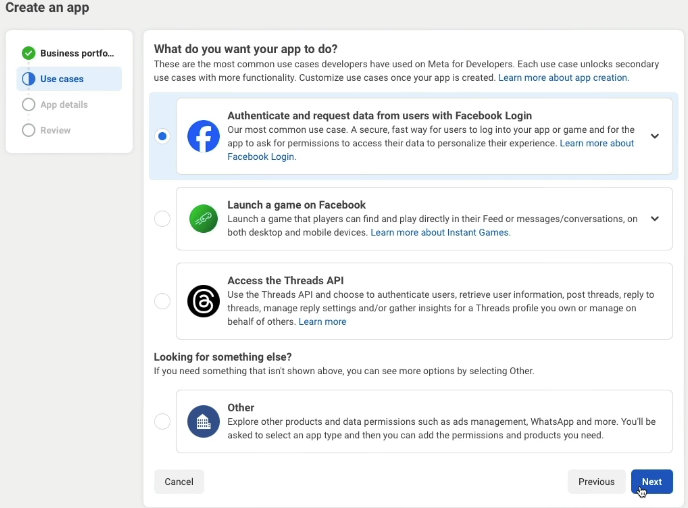 Create an app
Business portfo...
Use cases
App details
Review
What do you want your app to do?
These are the most common use cases developers have used on Meta for Developers. Each use case unlocks secondary
use cases with more functionality. Customize use cases once your app is created. Learn more about app creation.
Authenticate and request data from users with Facebook Login
Our most common use case. A secure, fast way for users to log into your app or game and for the
app to ask for permissions to access their data to personalize their experience. Learn more about
Facebook Login.
Launch a game on Facebook
Launch a game that players can find and play directly in their Feed or messages/conversations, on
both desktop and mobile devices. Learn more about Instant Games.
Access the Threads API
Use the Threads API and choose to authenticate users, retrieve user information, post threads, reply to
threads, manage reply settings and/or gather insights for a Threads profile you own or manage on
behalf of others. Learn more
Looking for something else?
If you need something that isn't shown above, you can see more options by selecting Other.
Other
Explore other products and data permissions such as ads management, WhatsApp and more. You'll be
asked to select an app type and then you can add the permissions and products you need.
Cancel
Previous
Next